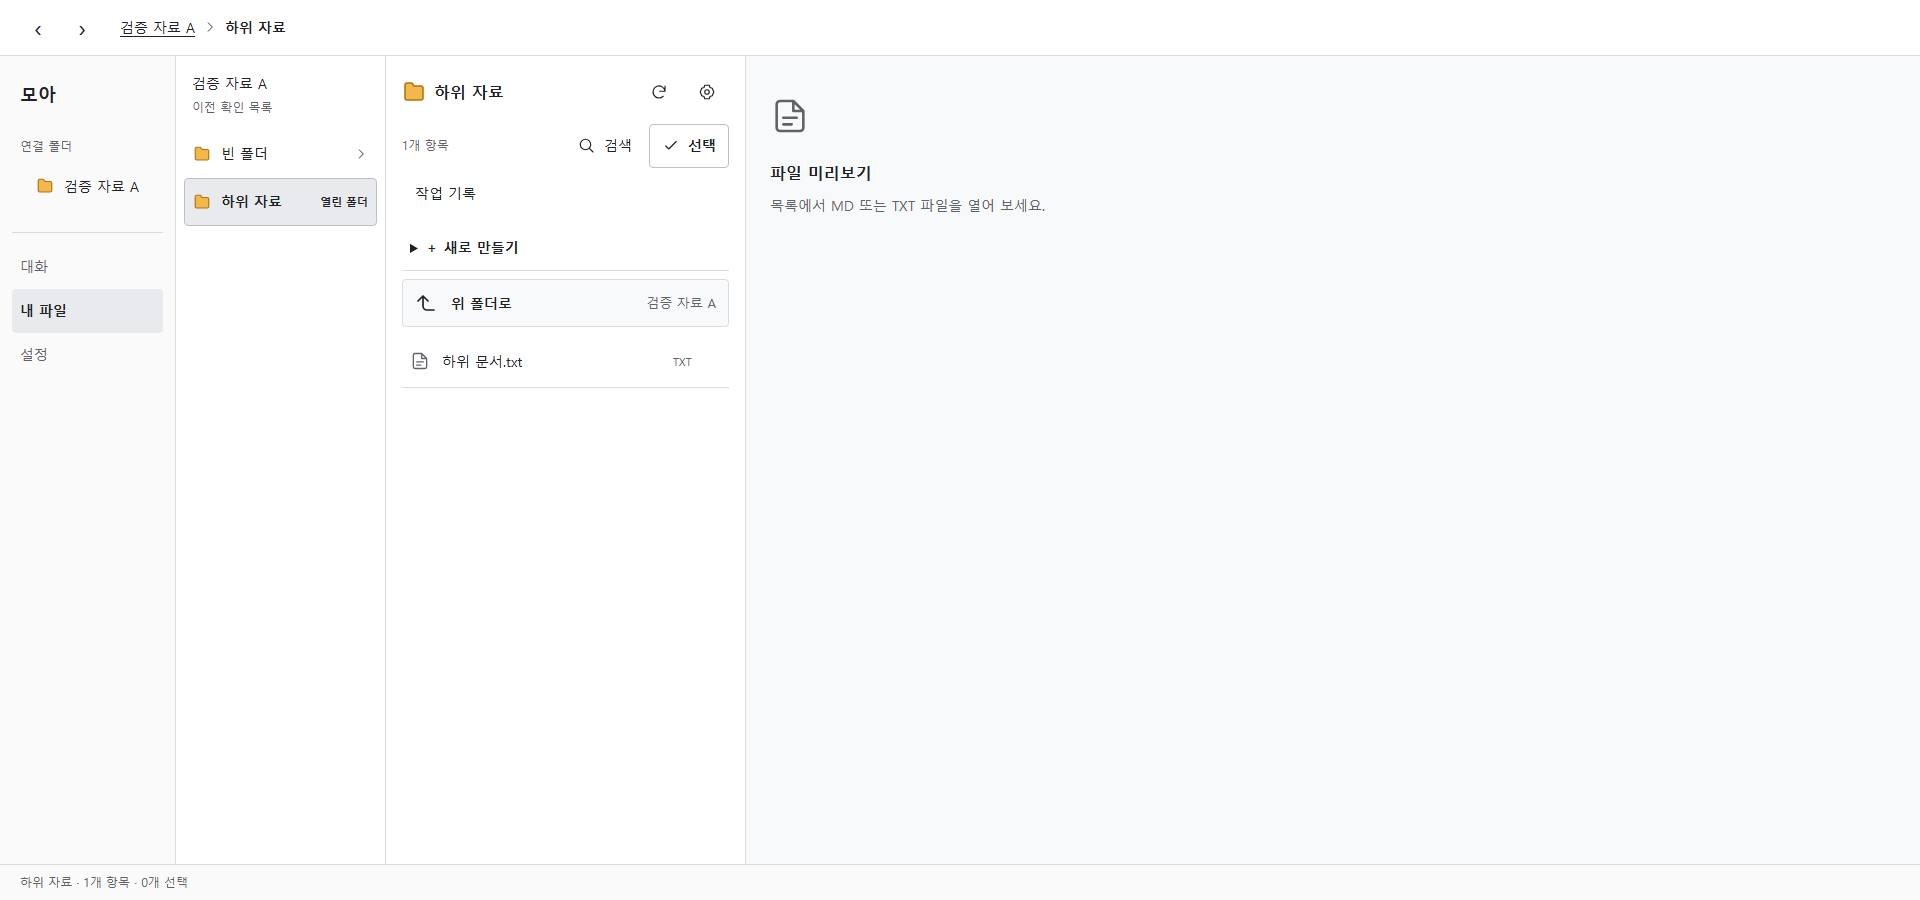 검증 자료 A > 하위 자료
모아
연결 폴더
검증 자료 A
대화
내 파일
설정
검증 자료 A
이전 확인 목록
빈 폴더
하위 자료 열린 폴더
하위 자료
1개 항목 검색 선택
작업 기록
+ 새로 만들기
위 폴더로 검증 자료 A
하위 문서.txt TXT
파일 미리보기
목록에서 MD 또는 TXT 파일을 열어 보세요.
하위 자료 · 1개 항목 · 0개 선택